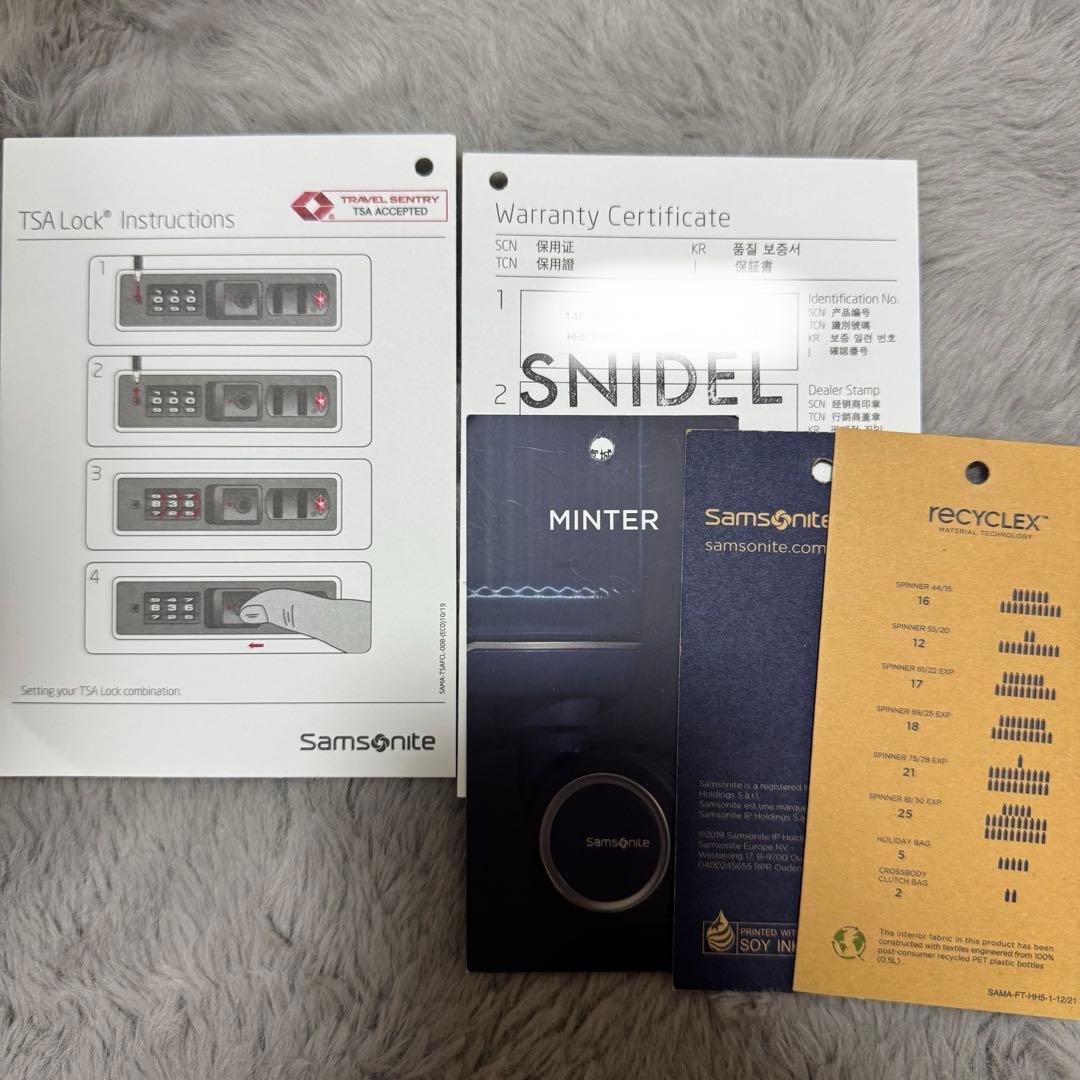 TSA Lock® Instructions
TRAVEL SENTRY
TSA ACCEPTED
1
2
3
4
Setting your TSA Lock combination.
SAMA-TSAFCL-00B-(ECO)10/19
Samsonite
Warranty Certificate
SCN 保用证
KR 품질 보증서
TCN 保用證
J 保証書
1
Identification No.
SCN 产品编号
TCN 識別號碼
KR 보증 일련 번호
J 確認番号
SNIDEL
2
Dealer Stamp
SCN 经销商印章
TCN 行銷商蓋章
KR
MINTER
Samsonite
Samsonite
samsonite.com
Samsonite is a registered
Holdings S.à r.l.
Samsonite est une marque
Samsonite IP Holdings S.à
©2019 Samsonite IP Holdi
Samsonite Europe NV -
Westerring 17, B-9700 Ou
0400245655 RPR Ouden
PRINTED WIT
SOY INK
RECYCLEX™
MATERIAL TECHNOLOGY
SPINNER 44/15
16
SPINNER 55/20
12
SPINNER 61/22 EXP
17
SPINNER 69/25 EXP
18
SPINNER 75/28 EXP
21
SPINNER 81/30 EXP
25
HOLIDAY BAG
5
CROSSBODY
CLUTCH BAG
2
The interior fabric in this product has been
constructed with textiles engineered from 100%
post-consumer recycled PET plastic bottles
(0,5L) .
SAMA-FT-HH5-1-12/21